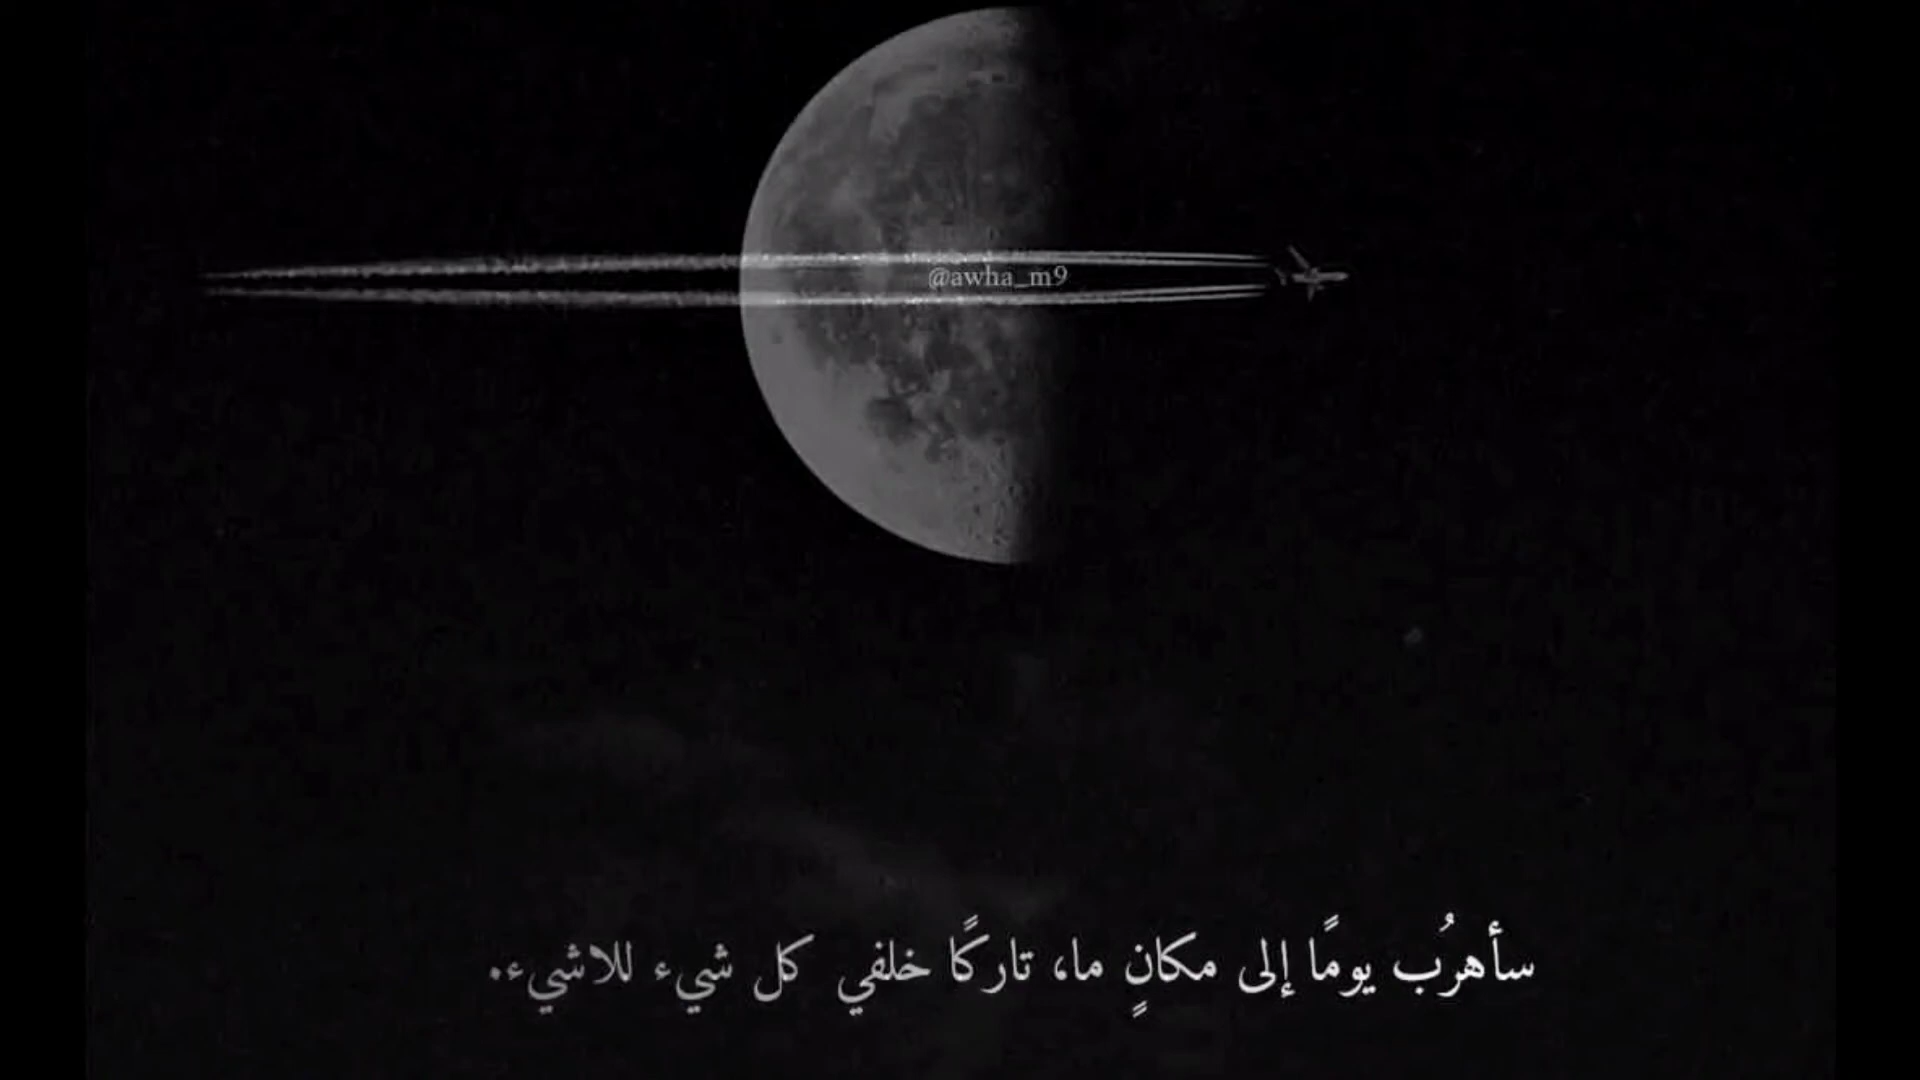 @awha_m9
سأهرُب يومًا إلى مكانٍ ما، تاركًا خلفي كل شيء للاشيء.